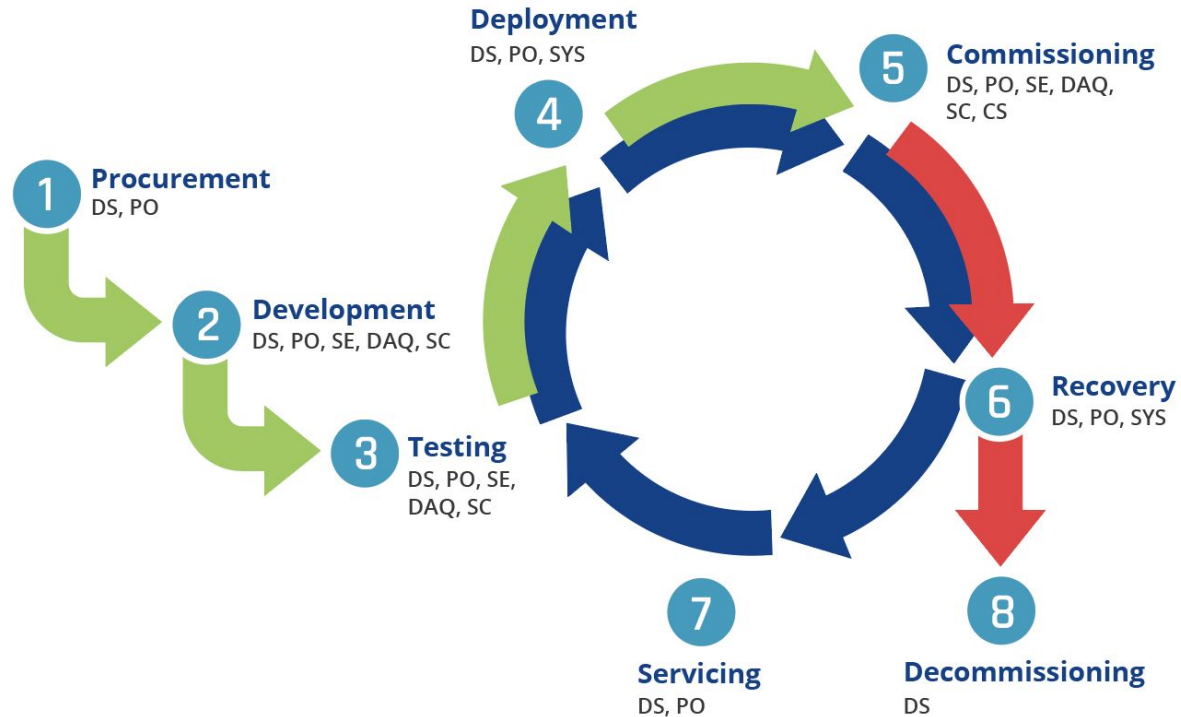 1
Procurement
DS, PO
2
Development
DS, PO, SE, DAQ, SC
3
Testing
DS, PO, SE,
DAQ, SC
4
Deployment
DS, PO, SYS
5
Commissioning
DS, PO, SE, DAQ,
SC, CS
6
Recovery
DS, PO, SYS
7
Servicing
DS, PO
8
Decommissioning
DS